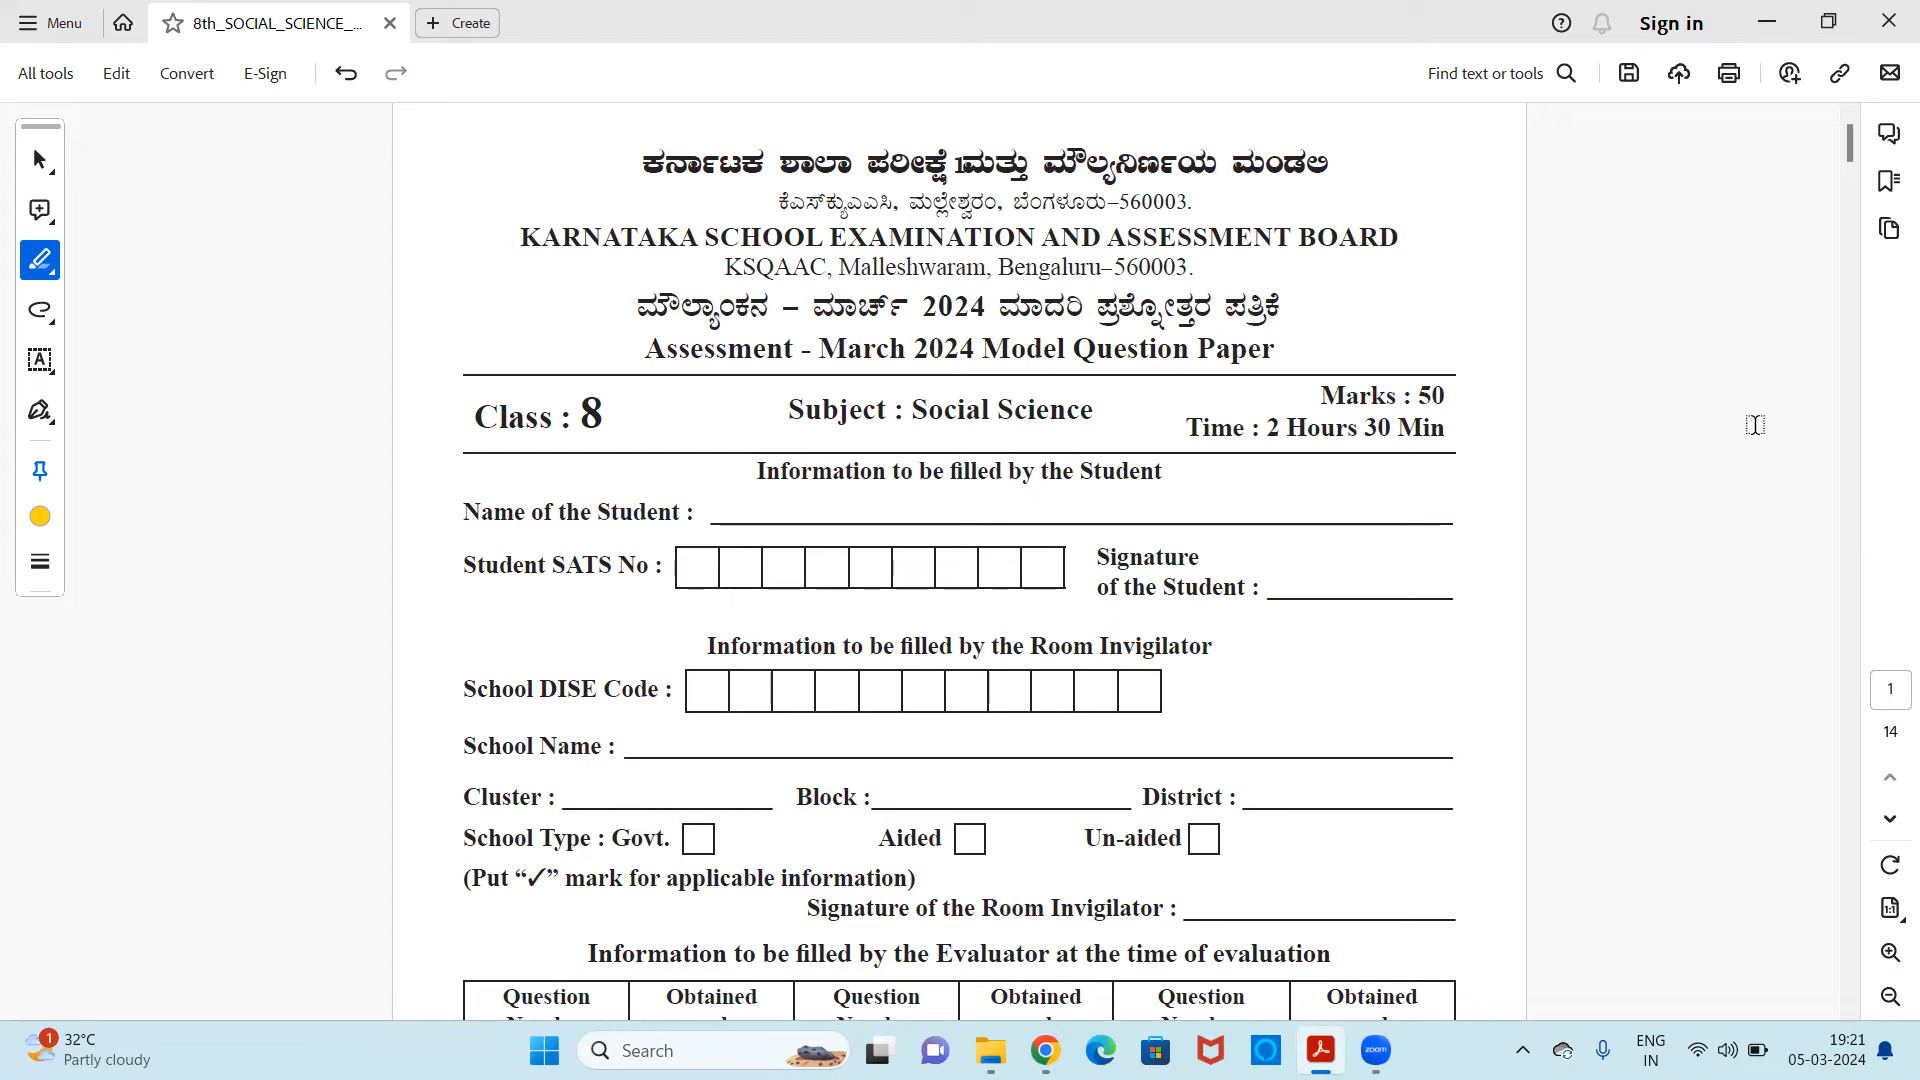 Menu
8th_SOCIAL_SCIENCE_...
Create
Sign in
All tools
Edit
Convert
E-Sign
Find text or tools
ಕರ್ನಾಟಕ ಶಾಲಾ ಪರೀಕ್ಷೆ 1 ಮತ್ತು ಮೌಲ್ಯನಿರ್ಣಯ ಮಂಡಲಿ
ಕೆಎಸ್‌ಕ್ಯುಎಎಸಿ, ಮಲ್ಲೇಶ್ವರಂ, ಬೆಂಗಳೂರು–560003.
KARNATAKA SCHOOL EXAMINATION AND ASSESSMENT BOARD
KSQAAC, Malleshwaram, Bengaluru–560003.
ಮೌಲ್ಯಾಂಕನ – ಮಾರ್ಚ್ 2024 ಮಾದರಿ ಪ್ರಶ್ನೋತ್ತರ ಪತ್ರಿಕೆ
Assessment - March 2024 Model Question Paper
Class : 8
Subject : Social Science
Marks : 50
Time : 2 Hours 30 Min
Information to be filled by the Student
Name of the Student :
Student SATS No :
Signature
of the Student :
Information to be filled by the Room Invigilator
School DISE Code :
School Name :
Cluster : Block : District :
School Type : Govt. Aided Un-aided
(Put “✓” mark for applicable information)
Signature of the Room Invigilator :
Information to be filled by the Evaluator at the time of evaluation
Question Obtained Question Obtained Question Obtained
1
14
1
32°C
Partly cloudy
Search
zoom
ENG
IN
19:21
05-03-2024